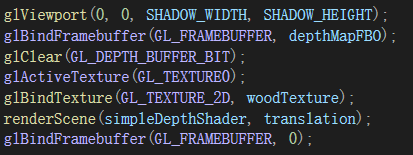 glViewport(0, 0, SHADOW_WIDTH, SHADOW_HEIGHT);
glBindFramebuffer(GL_FRAMEBUFFER, depthMapFBO);
glClear(GL_DEPTH_BUFFER_BIT);
glActiveTexture(GL_TEXTURE0);
glBindTexture(GL_TEXTURE_2D, woodTexture);
renderScene(simpleDepthShader, translation);
glBindFramebuffer(GL_FRAMEBUFFER, 0);